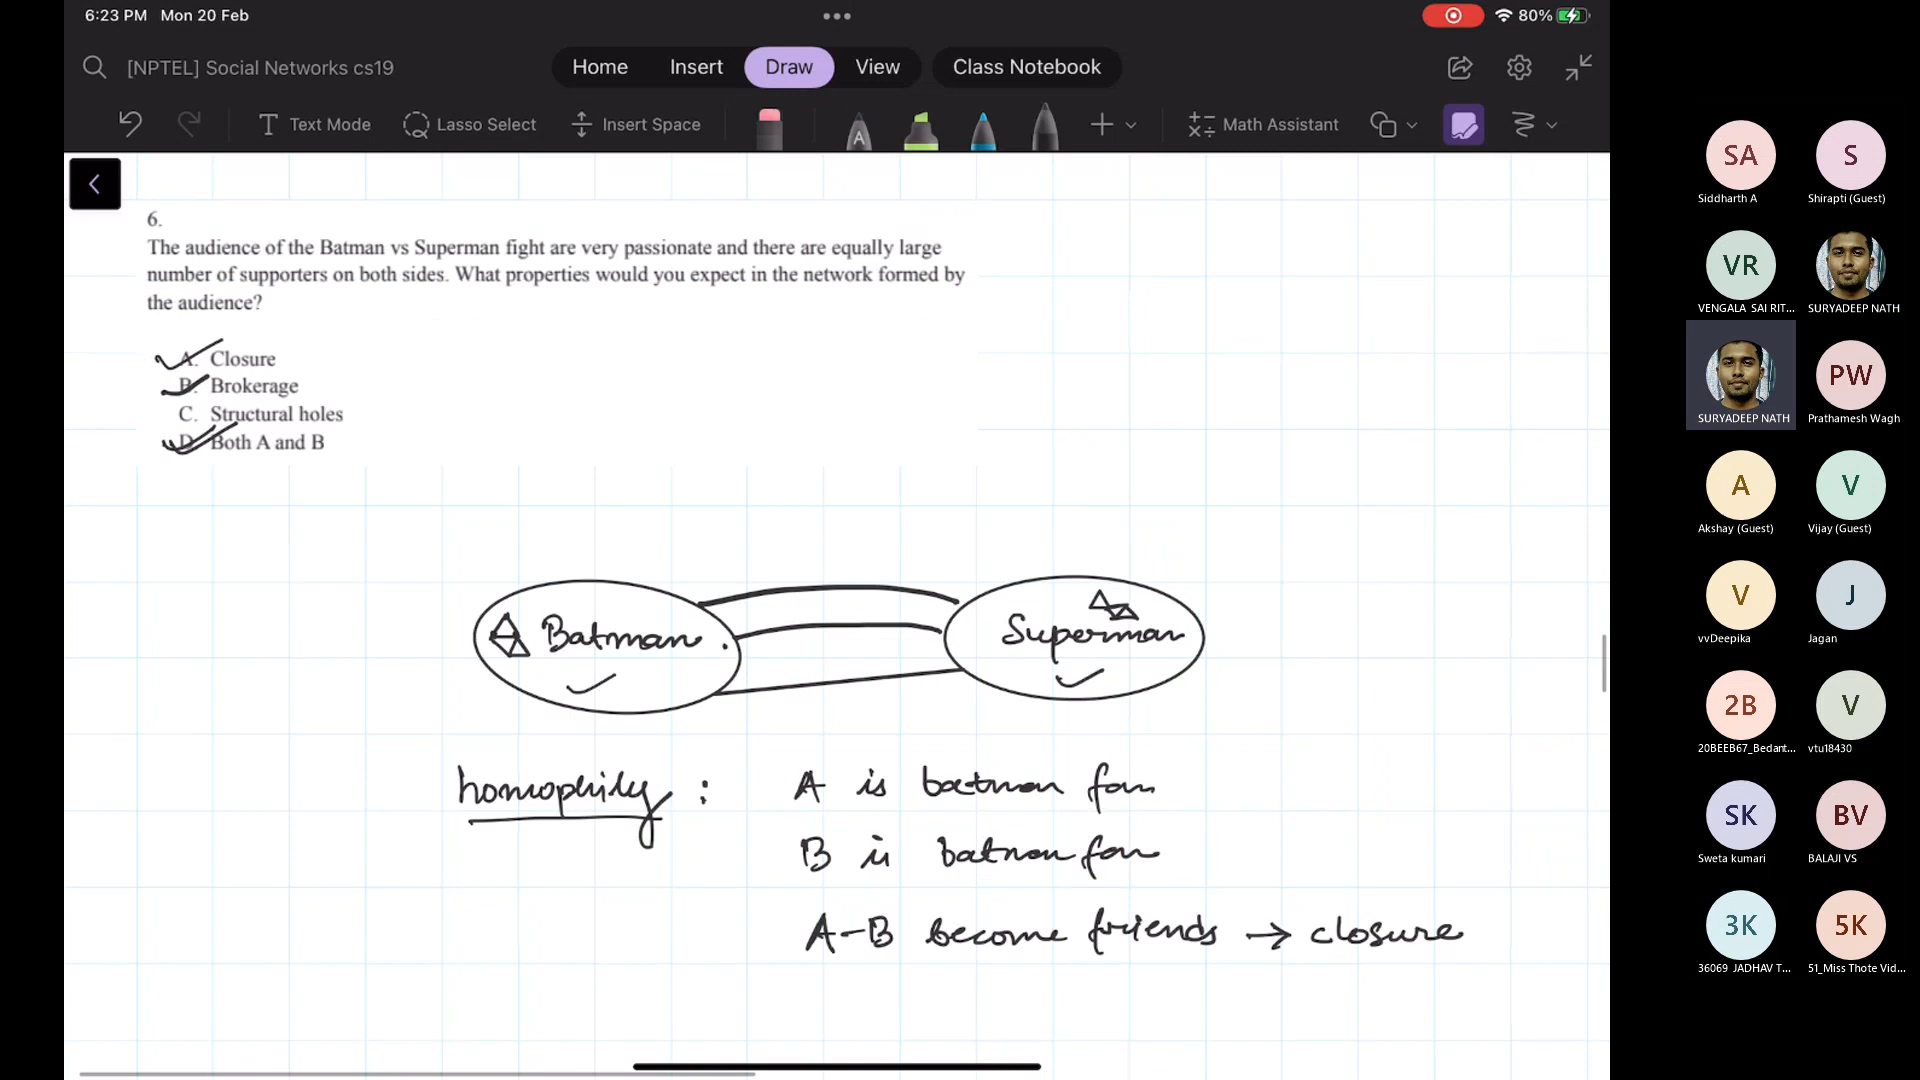 6:23 PM Mon 20 Feb
80%
[NPTEL] Social Networks cs19
Home Insert Draw View Class Notebook
Text Mode Lasso Select Insert Space A Math Assistant
6.
The audience of the Batman vs Superman fight are very passionate and there are equally large
number of supporters on both sides. What properties would you expect in the network formed by
the audience?
A. Closure
B. Brokerage
C. Structural holes
D. Both A and B
Batman. Superman
homophily : A is batman fan
B is batman fan
A-B become friends → closure
SA S
Siddharth A Shirapti (Guest)
VR
VENGALA SAI RIT... SURYADEEP NATH
PW
SURYADEEP NATH Prathamesh Wagh
A V
Akshay (Guest) Vijay (Guest)
V J
vvDeepika Jagan
2B V
20BEEB67_Bedant... vtu18430
SK BV
Sweta kumari BALAJI VS
3K 5K
36069_JADHAV T... 51_Miss Thote Vid...